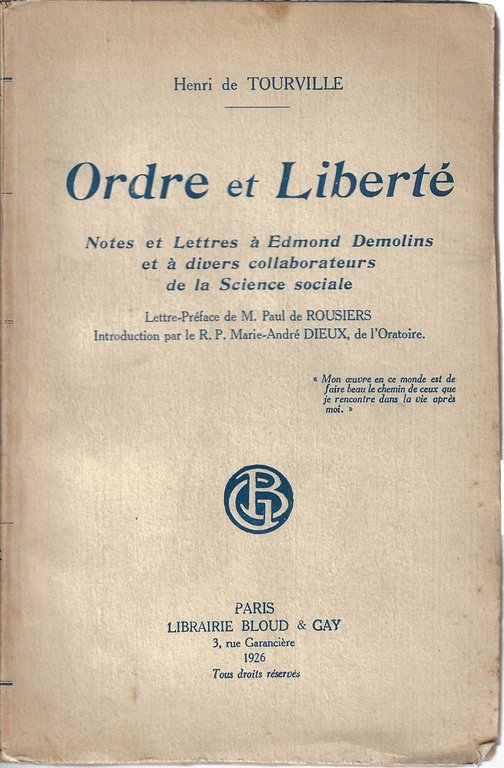 Henri de TOURVILLE
Ordre et Liberté
Notes et Lettres à Edmond Demolins
et à divers collaborateurs
de la Science sociale
Lettre-Préface de M. Paul de ROUSIERS
Introduction par le R. P. Marie-André DIEUX, de l'Oratoire.
« Mon œuvre en ce monde est de
faire beau le chemin de ceux que
je rencontre dans la vie après
moi. »
BG
PARIS
LIBRAIRIE BLOUD & GAY
3, rue Garancière
1926
Tous droits réservés